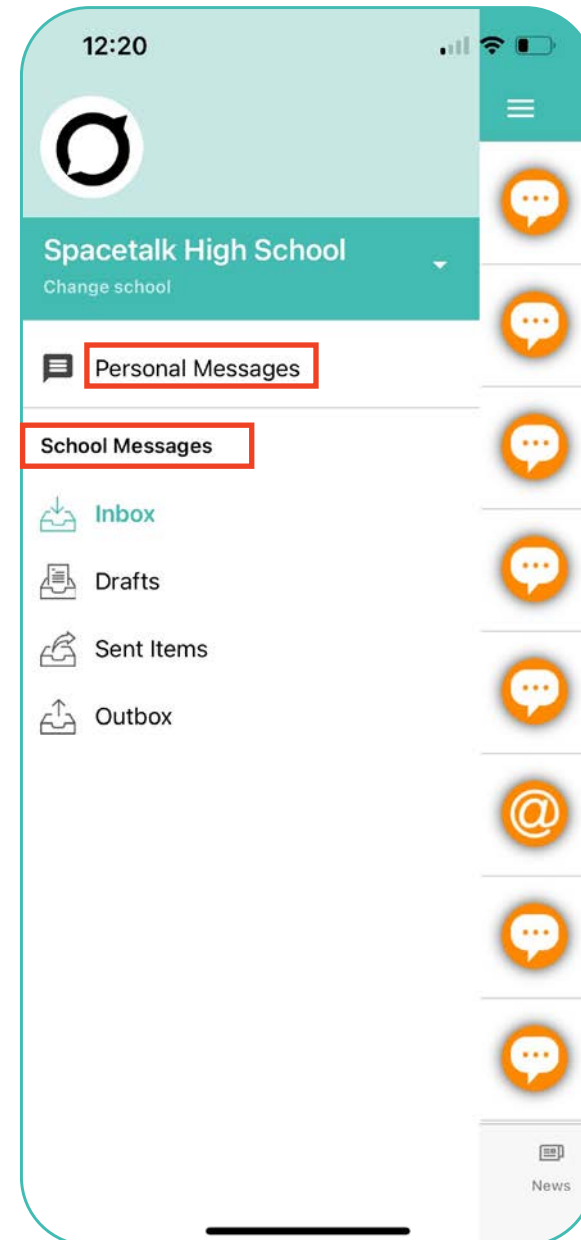 12:20
Spacetalk High School
Change school
Personal Messages
School Messages
Inbox
Drafts
Sent Items
Outbox
@
News